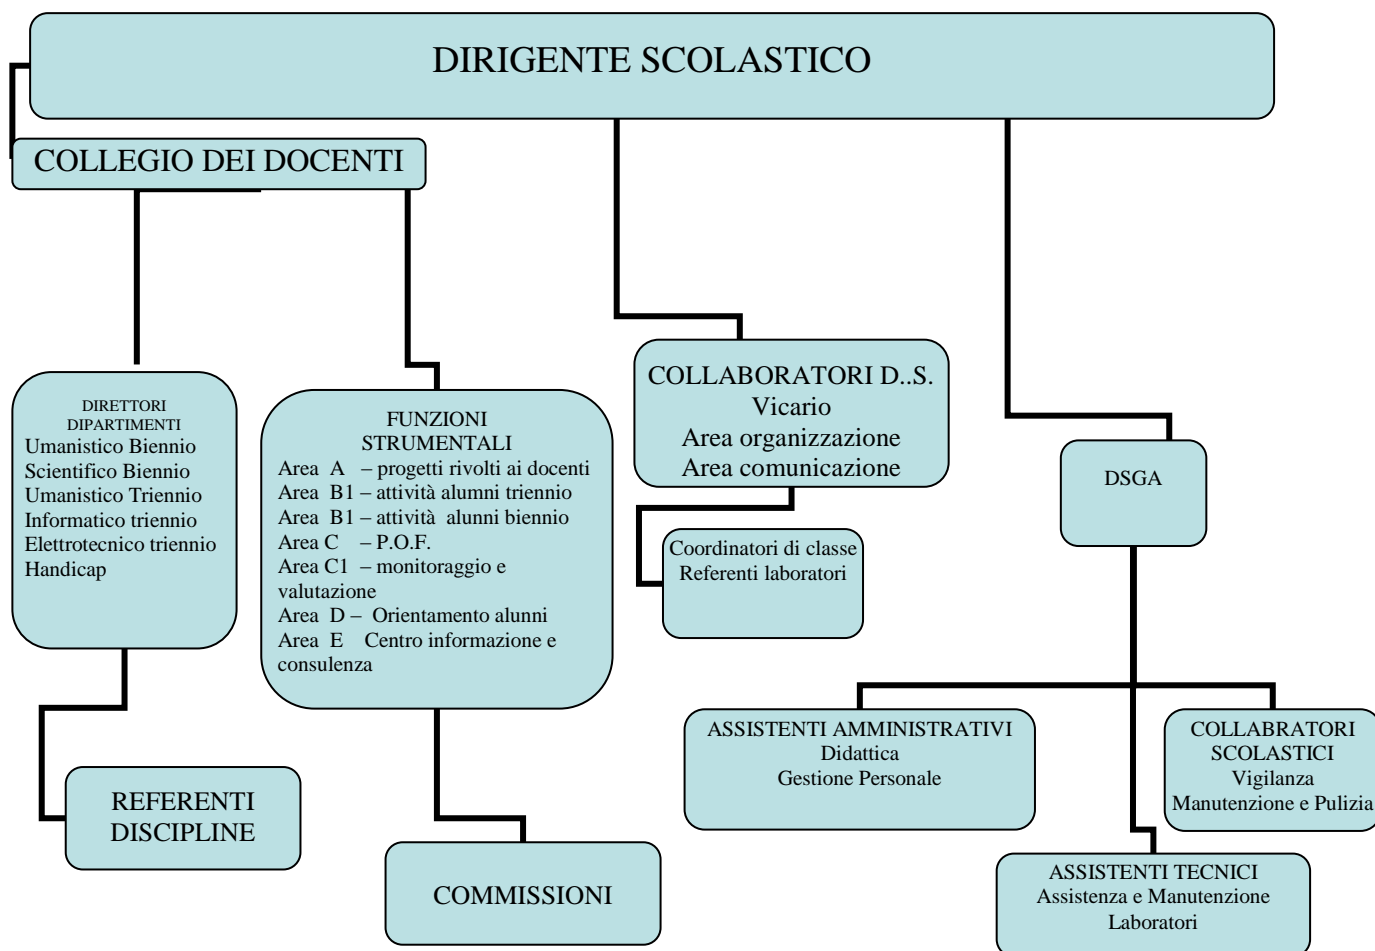 DIRIGENTE SCOLASTICO
COLLEGIO DEI DOCENTI
DIRETTORI
DIPARTIMENTI
Umanistico Biennio
Scientifico Biennio
Umanistico Triennio
Informatico triennio
Elettrotecnico triennio
Handicap
FUNZIONI
STRUMENTALI
Area A – progetti rivolti ai docenti
Area B1 – attività alunni triennio
Area B1 – attività alunni biennio
Area C – P.O.F.
Area C1 – monitoraggio e
valutazione
Area D – Orientamento alunni
Area E Centro informazione e
consulenza
COLLABORATORI D..S.
Vicario
Area organizzazione
Area comunicazione
Coordinatori di classe
Referenti laboratori
DSGA
ASSISTENTI AMMINISTRATIVI
Didattica
Gestione Personale
COLLABRATORI
SCOLASTICI
Vigilanza
Manutenzione e Pulizia
REFERENTI
DISCIPLINE
COMMISSIONI
ASSISTENTI TECNICI
Assistenza e Manutenzione
Laboratori